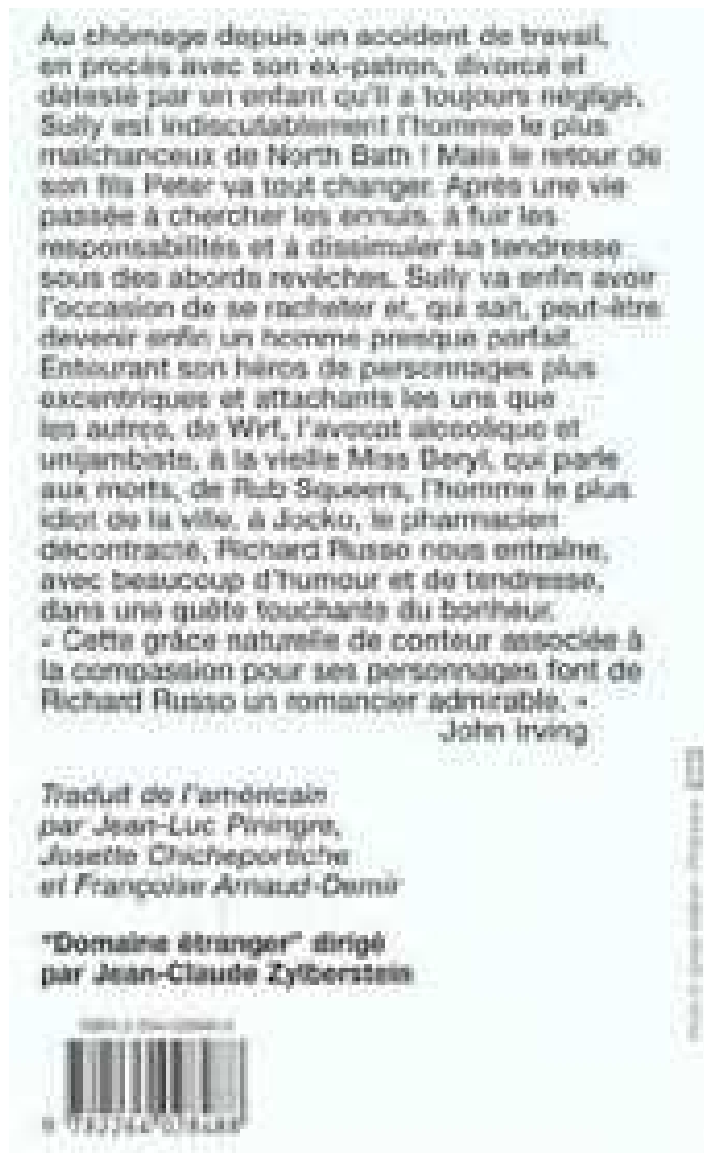 Au chômage depuis un accident de travail,
en procès avec son ex-patron, divorcé et
détesté par un enfant qu'il a toujours négligé,
Sully est indiscutablement l'homme le plus
malchanceux de North Bath ! Mais le retour de
son fils Peter va tout changer. Après une vie
passée à chercher les ennuis, à fuir les
responsabilités et à dissimuler sa tendresse
sous des abords revêches, Sully va enfin avoir
l'occasion de se racheter et, qui sait, peut-être
devenir enfin un homme presque parfait.
Entourant son héros de personnages plus
excentriques et attachants les uns que
les autres, de Wirf, l'avocat alcoolique et
unijambiste, à la vieille Miss Beryl, qui parle
aux morts, de Rub Squeers, l'homme le plus
idiot de la ville, à Jocko, le pharmacien
décontracté, Richard Russo nous entraîne,
avec beaucoup d'humour et de tendresse,
dans une quête touchante du bonheur.
« Cette grâce naturelle de conteur associée à
la compassion pour ses personnages font de
Richard Russo un romancier admirable. »
John Irving
Traduit de l'américain
par Jean-Luc Piningre,
Josette Chicheportiche
et Françoise Arnaud-Demir
"Domaine étranger" dirigé
par Jean-Claude Zylberstein